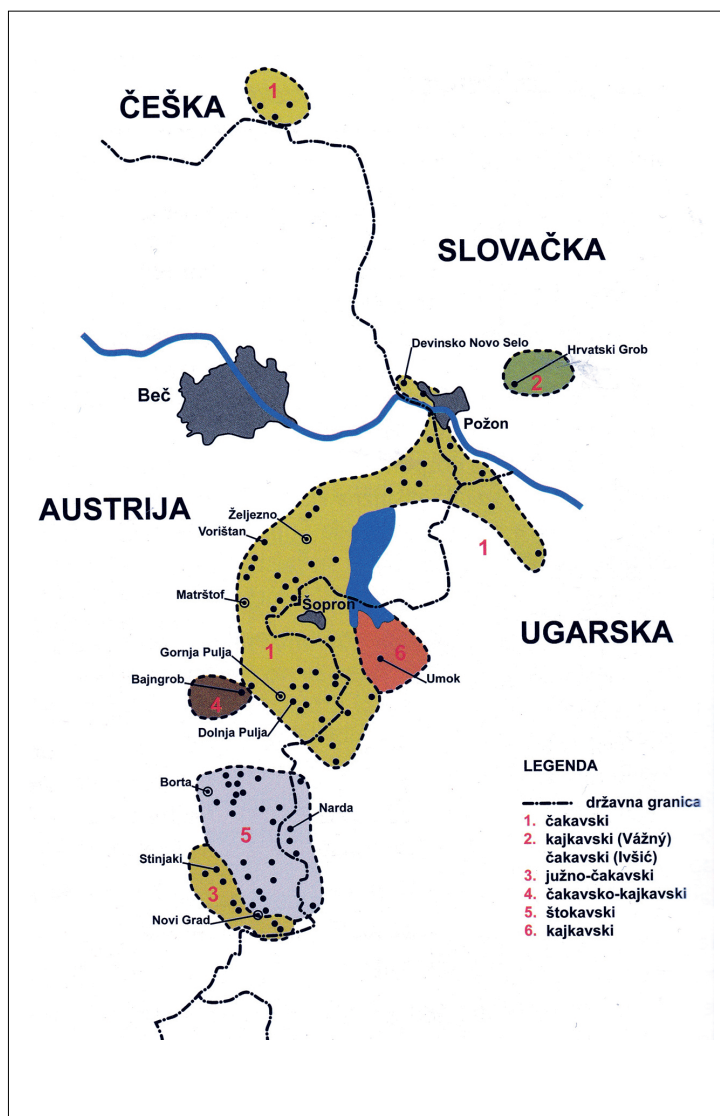 1
ČEŠKA
SLOVAČKA
Devinsko Novo Selo
Hrvatski Grob
2
Beč
Požon
AUSTRIJA
Željezno
Vorištan
1
Matrštof
Šopron
UGARSKA
Gornja Pulja
1
6
Bajngrob
Umok
4
Dolnja Pulja
LEGENDA
Borta
državna granica
Narda
1. čakavski
5
2. kajkavski (Vážný)
čakavski (Ivšić)
Stinjaki
3. južno-čakavski
3
4. čakavsko-kajkavski
Novi Grad
5. štokavski
6. kajkavski